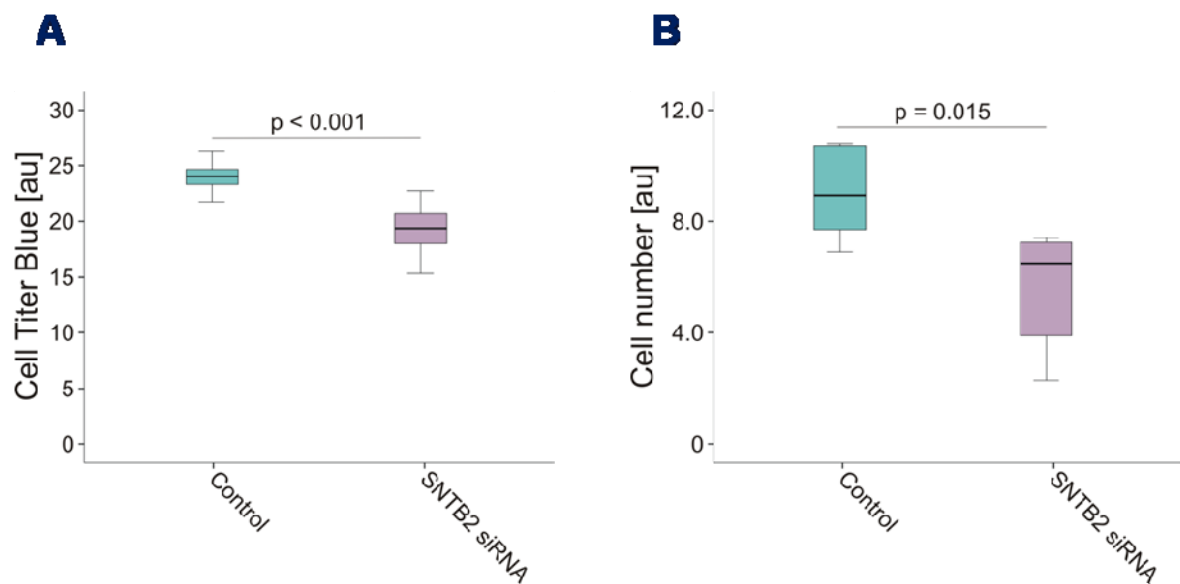 A
p < 0.001
Cell Titer Blue [au]
30
25
20
15
10
5
0
Control
SNTB2 siRNA
B
p = 0.015
Cell number [au]
12.0
8.0
4.0
0
Control
SNTB2 siRNA